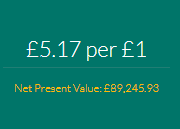 £5.17 per £1
Net Present Value: £89,245.93